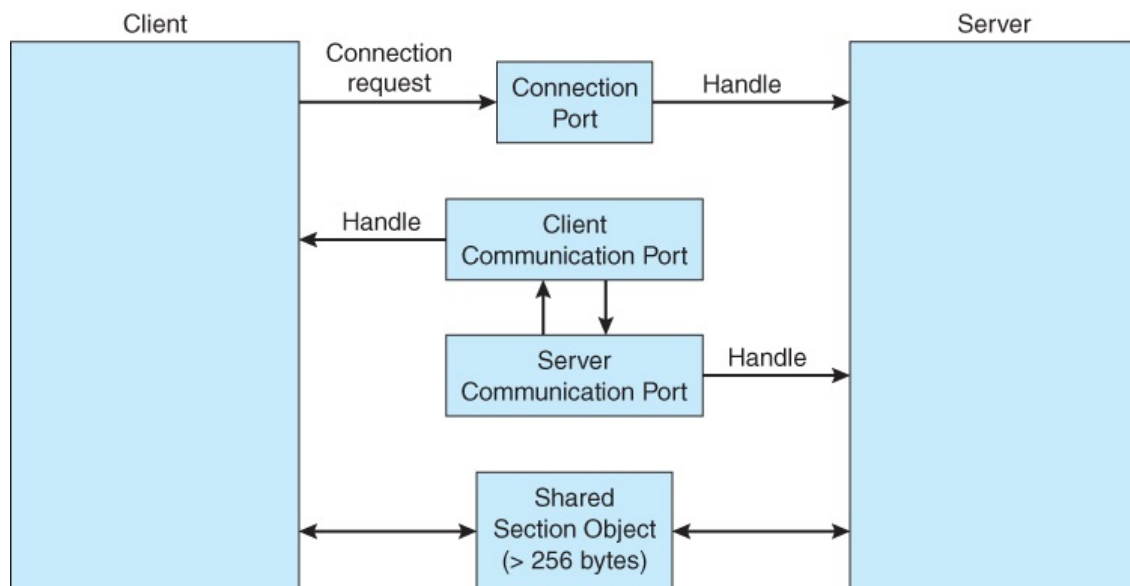 Client
Server
Connection
request
Connection
Port
Handle
Handle
Client
Communication Port
Server
Communication Port
Handle
Shared
Section Object
(> 256 bytes)